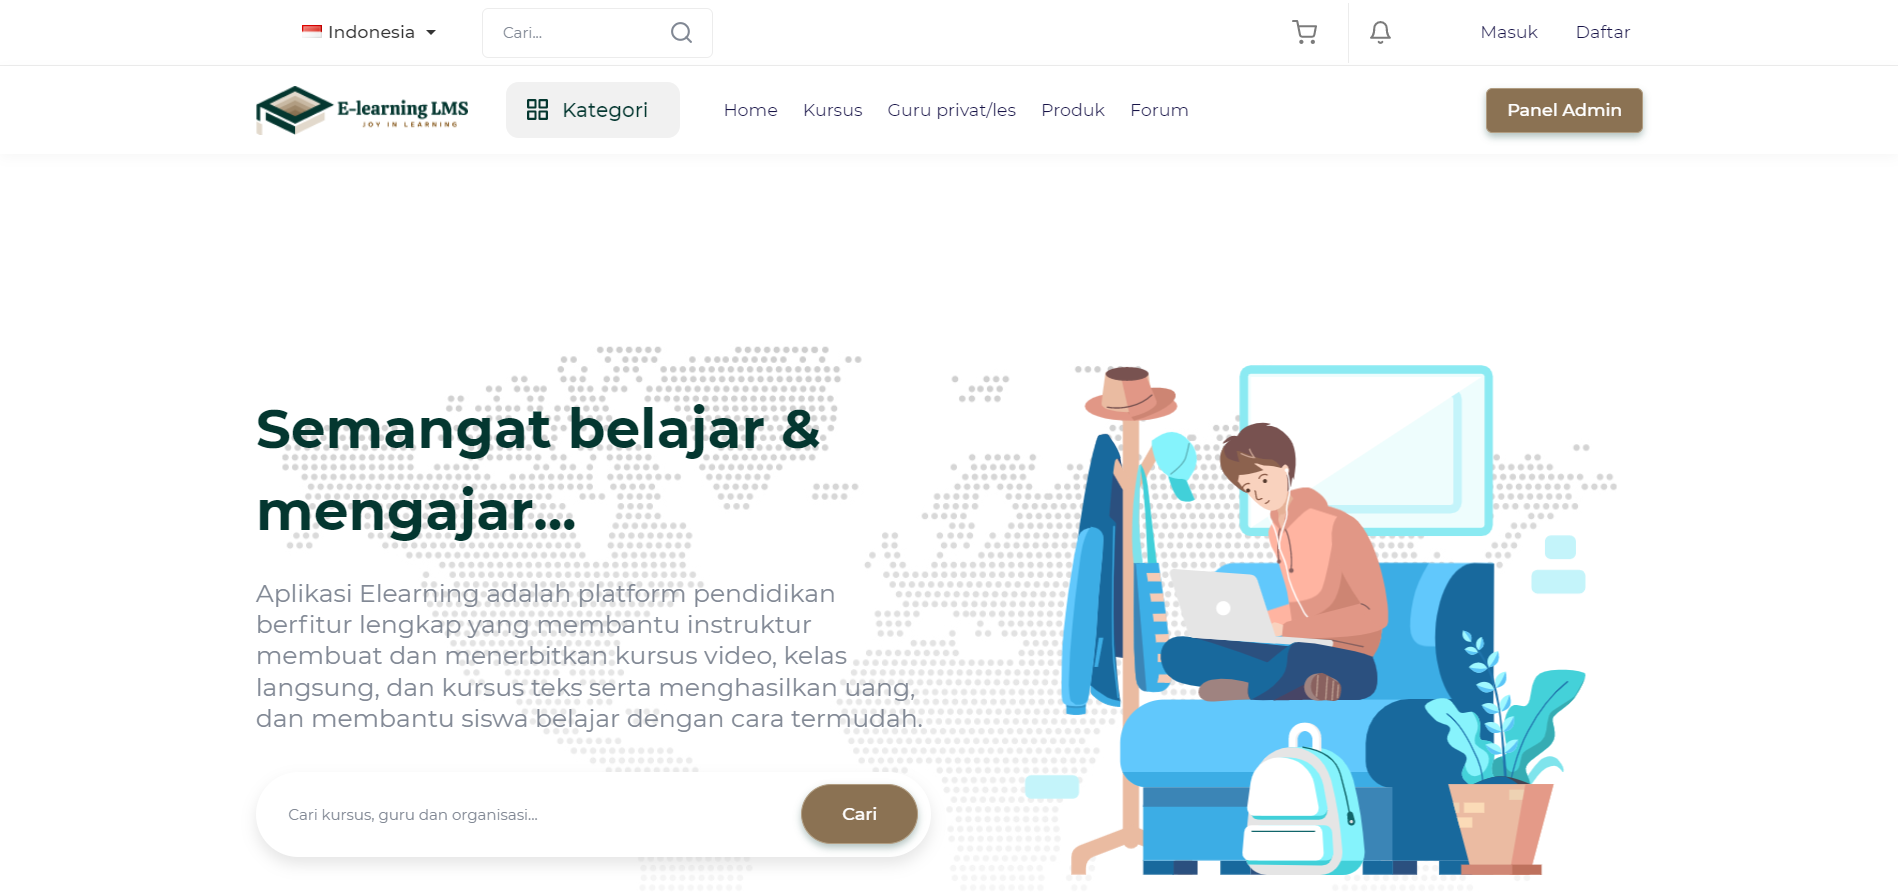 Indonesia
Cari...
Masuk
Daftar
E-learning LMS
JOY IN LEARNING
Kategori
Home
Kursus
Guru privat/les
Produk
Forum
Panel Admin
Semangat belajar &
mengajar...
Aplikasi Elearning adalah platform pendidikan
berfitur lengkap yang membantu instruktur
membuat dan menerbitkan kursus video, kelas
langsung, dan kursus teks serta menghasilkan uang,
dan membantu siswa belajar dengan cara termudah.
Cari kursus, guru dan organisasi...
Cari